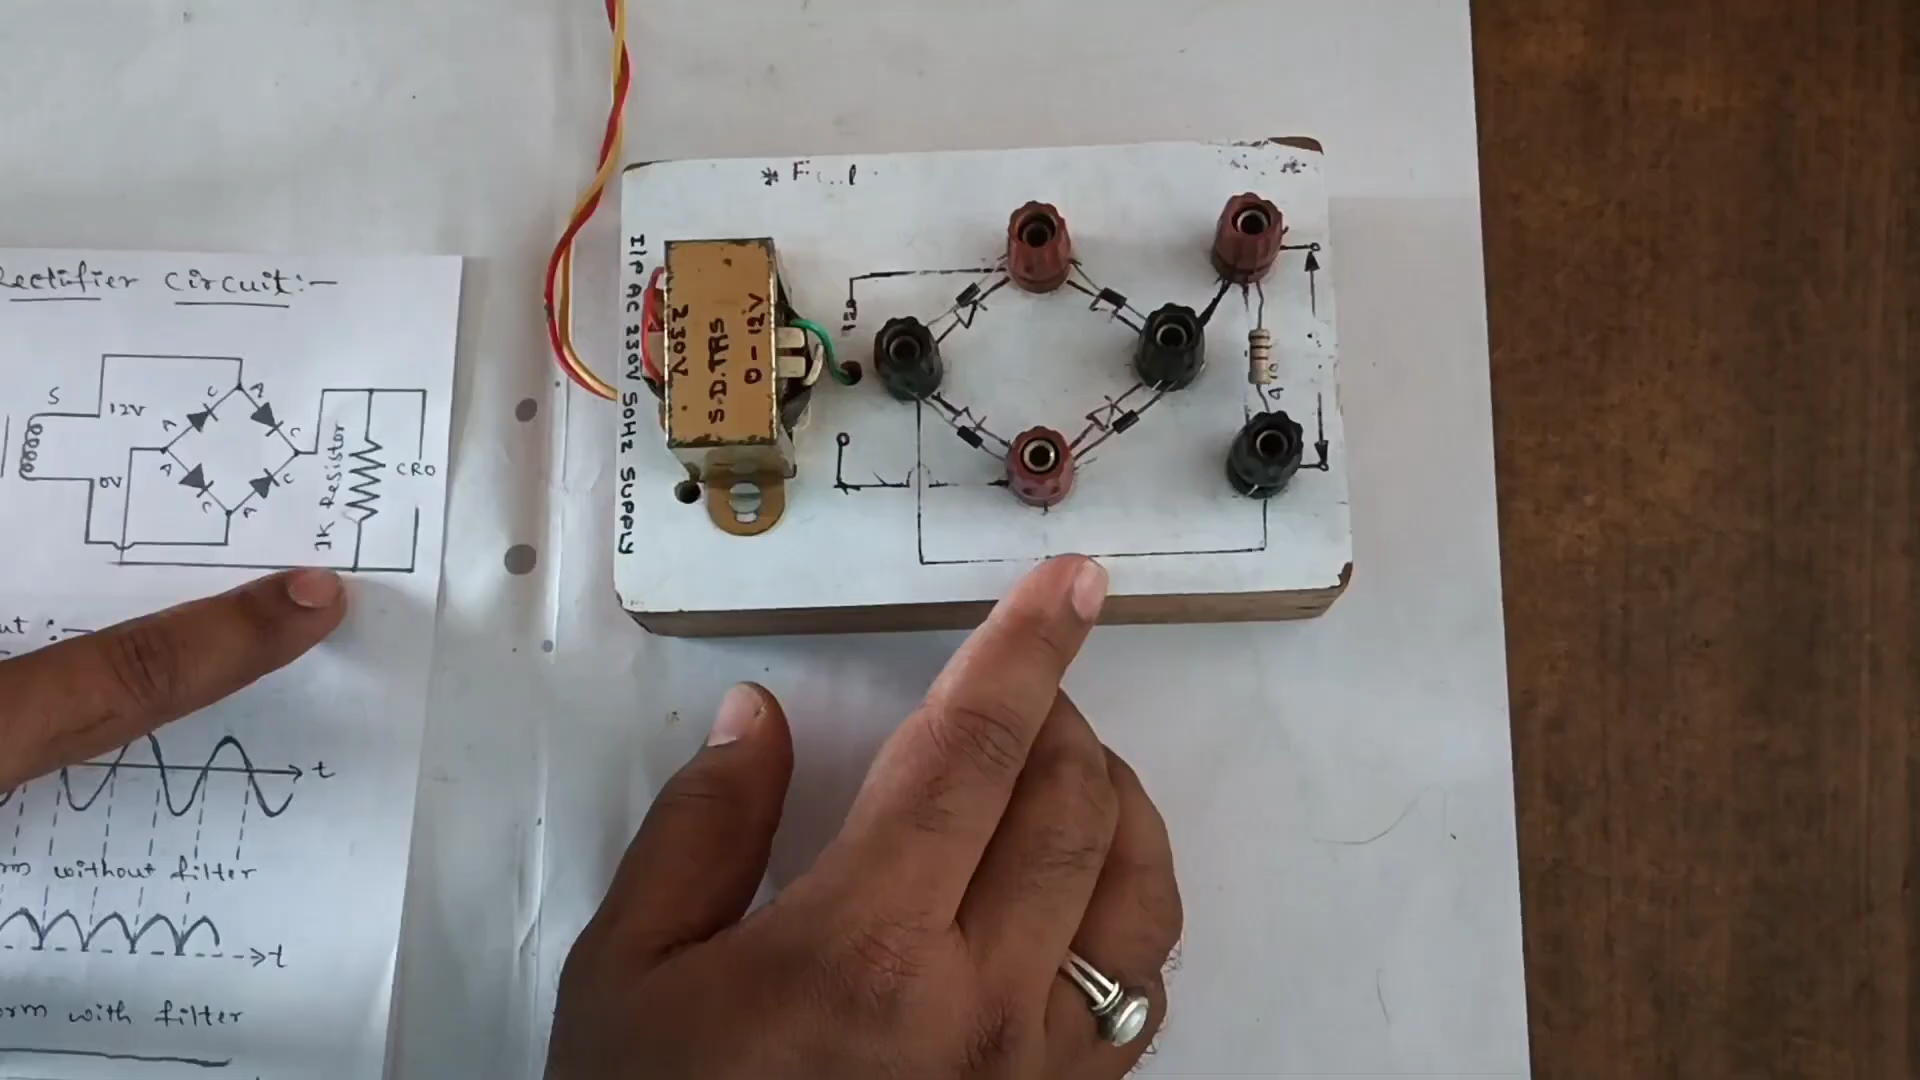 Rectifier Circuit:-
S
12V
0V
A
C
A
C
A
C
C
A
1K Resistor
CRO
:-
t
without filter
t
with filter
I/P AC 230V 50HZ SUPPLY
230V
S.D.TRS
0-12V